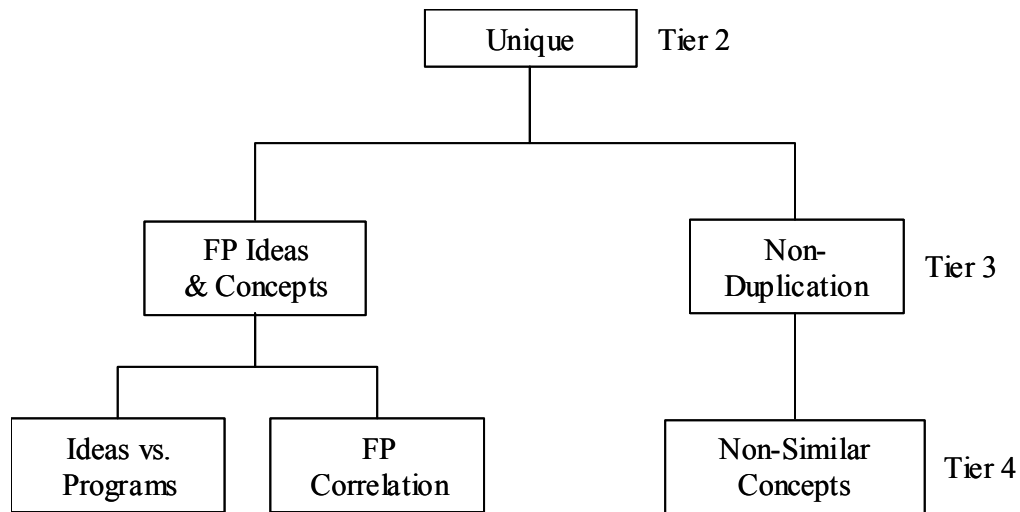 Unique
Tier 2
FP Ideas
& Concepts
Non-
Duplication
Tier 3
Ideas vs.
Programs
FP
Correlation
Non-Similar
Concepts
Tier 4